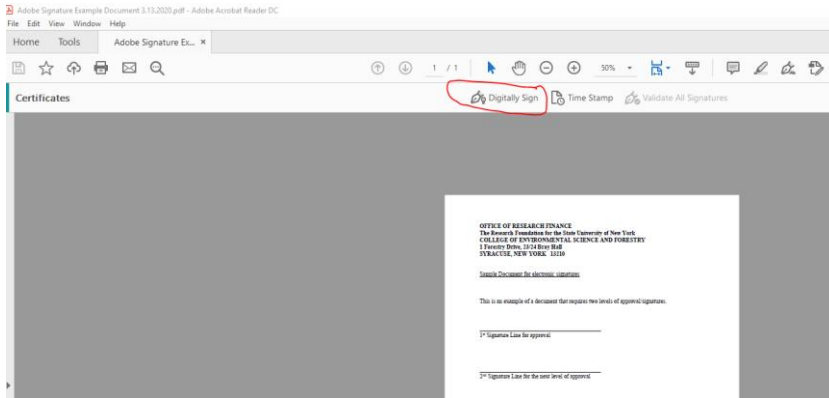 Adobe Signature Example Document 3.13.2020.pdf - Adobe Acrobat Reader DC
File Edit View Window Help
Home Tools Adobe Signature Ex... ×
1 / 1 50%
Certificates Digitally Sign Time Stamp Validate All Signatures
OFFICE OF RESEARCH FINANCE
The Research Foundation for the State University of New York
COLLEGE OF ENVIRONMENTAL SCIENCE AND FORESTRY
1 Forestry Drive, Bray Hall
SYRACUSE, NEW YORK 13210
Sample Document for electronic signatures
This is an example of a document that requires two levels of approval signatures.
1st Signature Line for approval
2nd Signature Line for the next level of approval